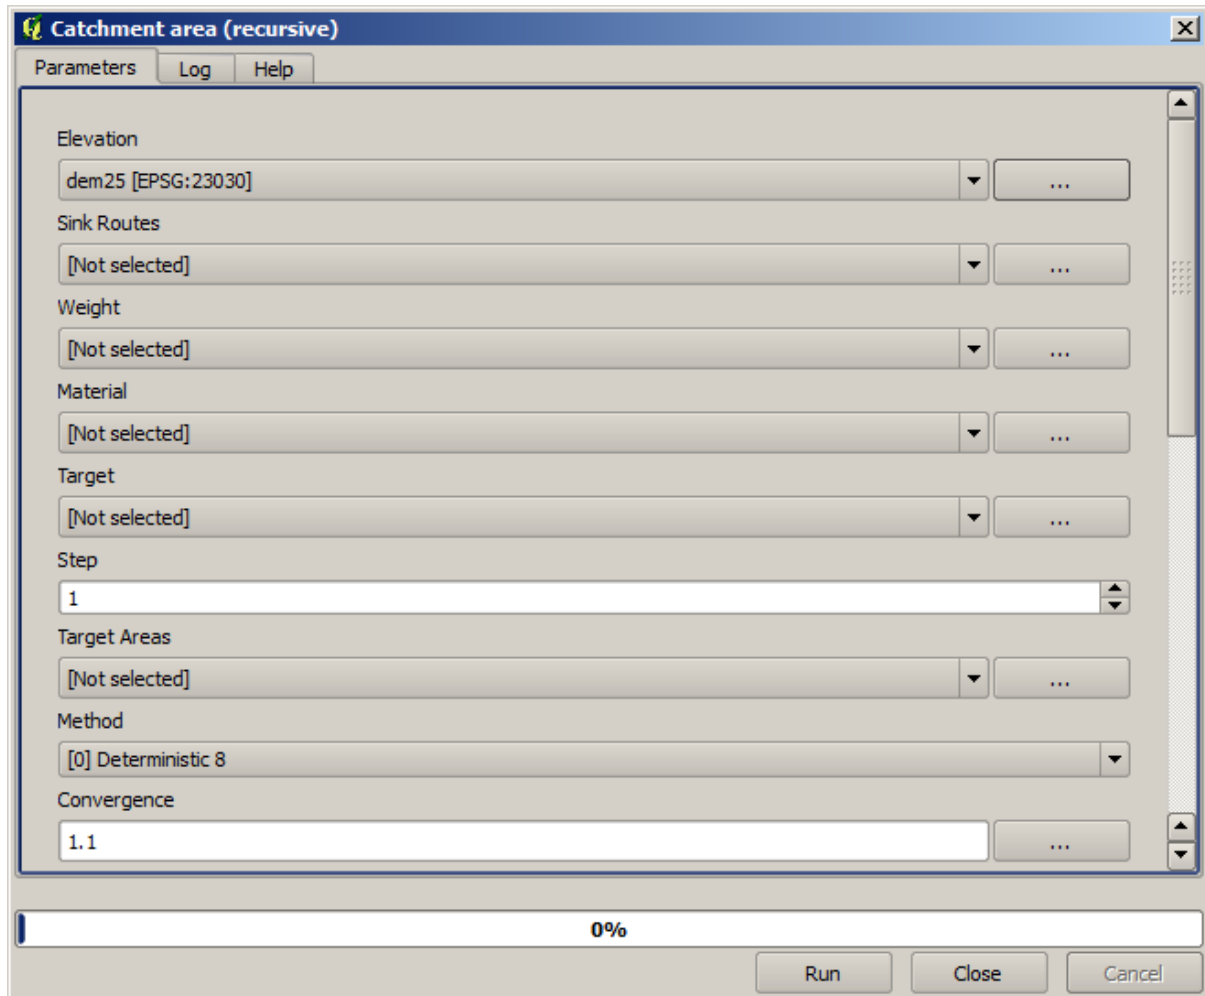 Catchment area (recursive)
Parameters Log Help
Elevation
dem25 [EPSG:23030] ...
Sink Routes
[Not selected] ...
Weight
[Not selected] ...
Material
[Not selected] ...
Target
[Not selected] ...
Step
1
Target Areas
[Not selected] ...
Method
[0] Deterministic 8
Convergence
1.1 ...
0%
Run Close Cancel